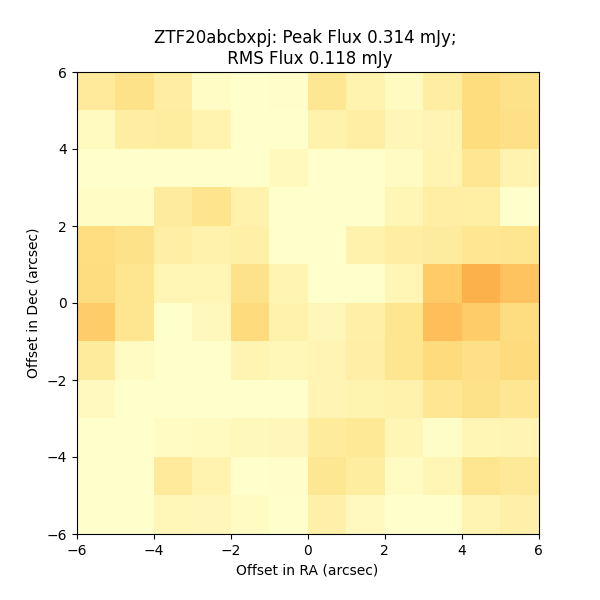 ZTF20abcbxpj: Peak Flux 0.314 mJy;
RMS Flux 0.118 mJy
6
4
2
0
−2
−4
−6
Offset in Dec (arcsec)
−6 −4 −2 0 2 4 6
Offset in RA (arcsec)